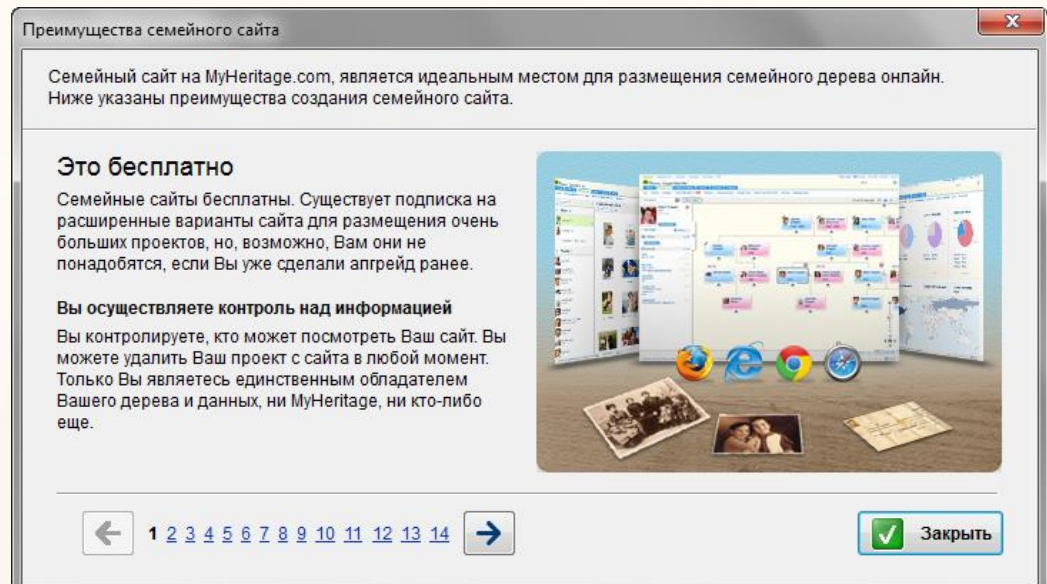 Преимущества семейного сайта
Семейный сайт на MyHeritage.com, является идеальным местом для размещения семейного дерева онлайн.
Ниже указаны преимущества создания семейного сайта.
Это бесплатно
Семейные сайты бесплатны. Существует подписка на
расширенные варианты сайта для размещения очень
больших проектов, но, возможно, Вам они не
понадобятся, если Вы уже сделали апгрейд ранее.
Вы осуществляете контроль над информацией
Вы контролируете, кто может посмотреть Ваш сайт. Вы
можете удалить Ваш проект с сайта в любой момент.
Только Вы являетесь единственным обладателем
Вашего дерева и данных, ни MyHeritage, ни кто-либо
еще.
1 2 3 4 5 6 7 8 9 10 11 12 13 14
Закрыть